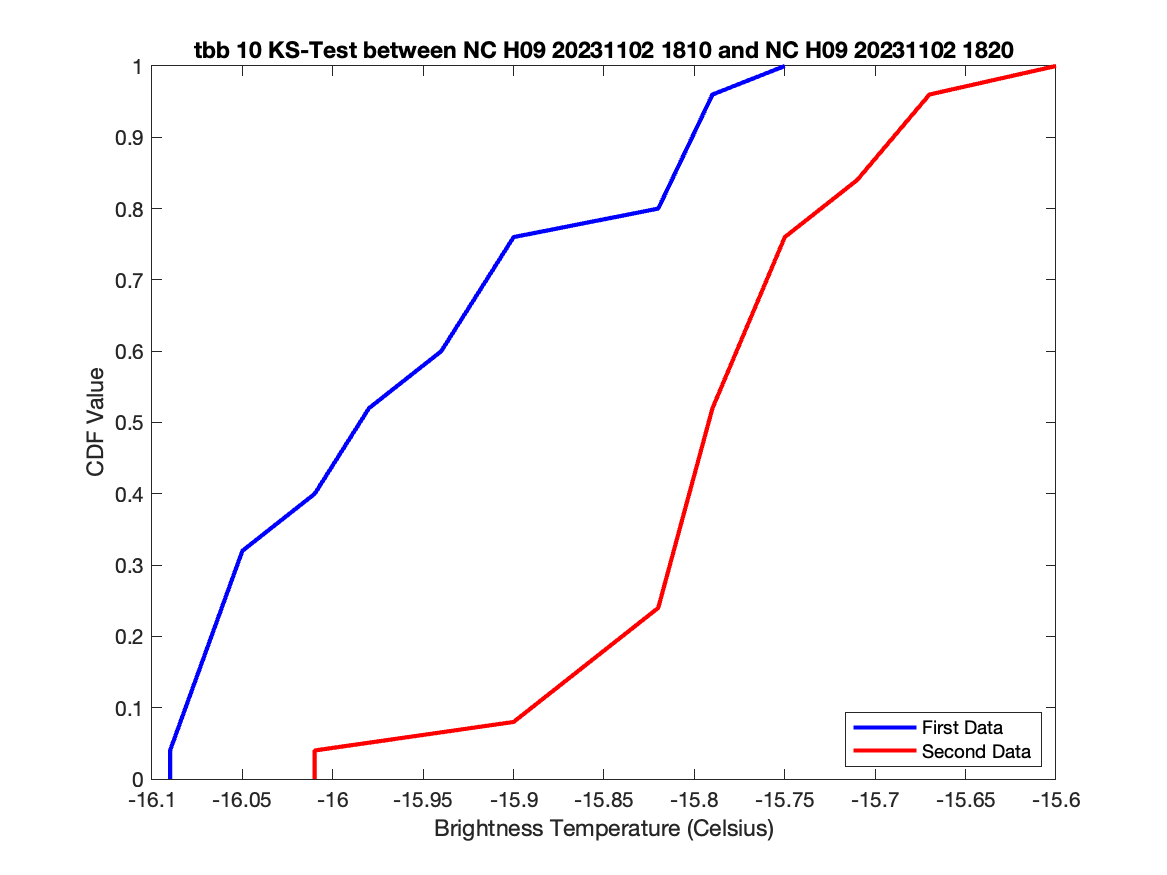 tbb 10 KS-Test between NC H09 20231102 1810 and NC H09 20231102 1820
1
0.9
0.8
0.7
0.6
0.5
0.4
0.3
0.2
0.1
0
CDF Value
First Data
Second Data
-16.1 -16.05 -16 -15.95 -15.9 -15.85 -15.8 -15.75 -15.7 -15.65 -15.6
Brightness Temperature (Celsius)